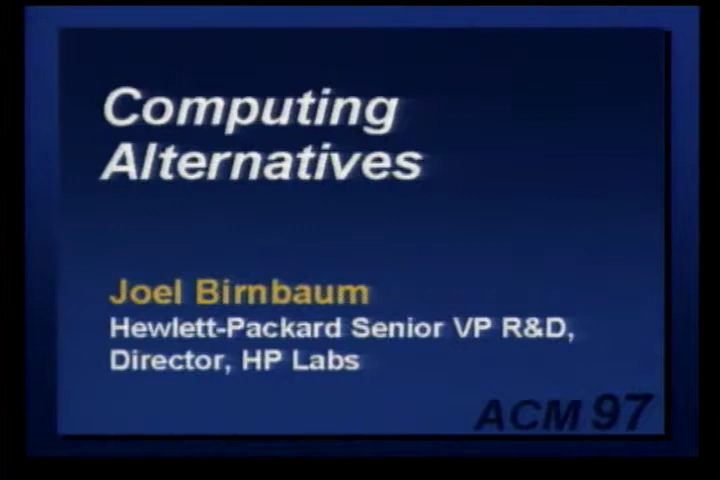 Computing
Alternatives
Joel Birnbaum
Hewlett-Packard Senior VP R&D,
Director, HP Labs
ACM 97